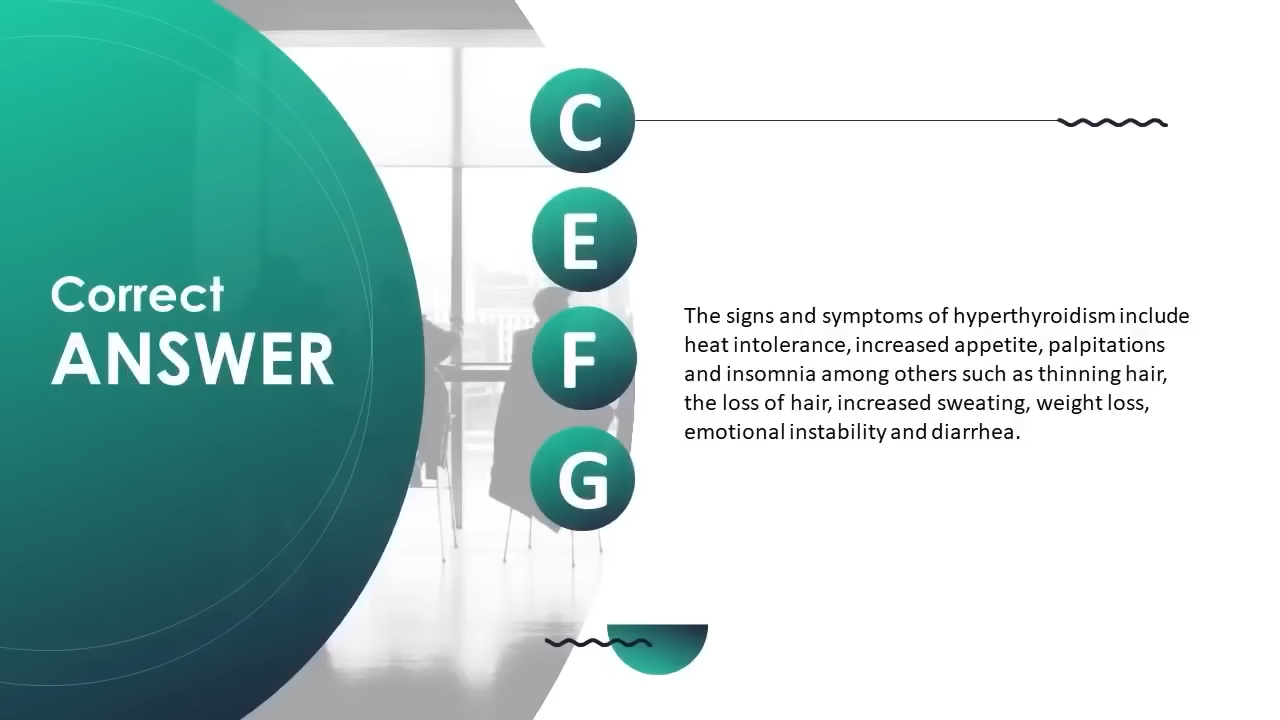 Correct
ANSWER
C
E
F
G
The signs and symptoms of hyperthyroidism include
heat intolerance, increased appetite, palpitations
and insomnia among others such as thinning hair,
the loss of hair, increased sweating, weight loss,
emotional instability and diarrhea.